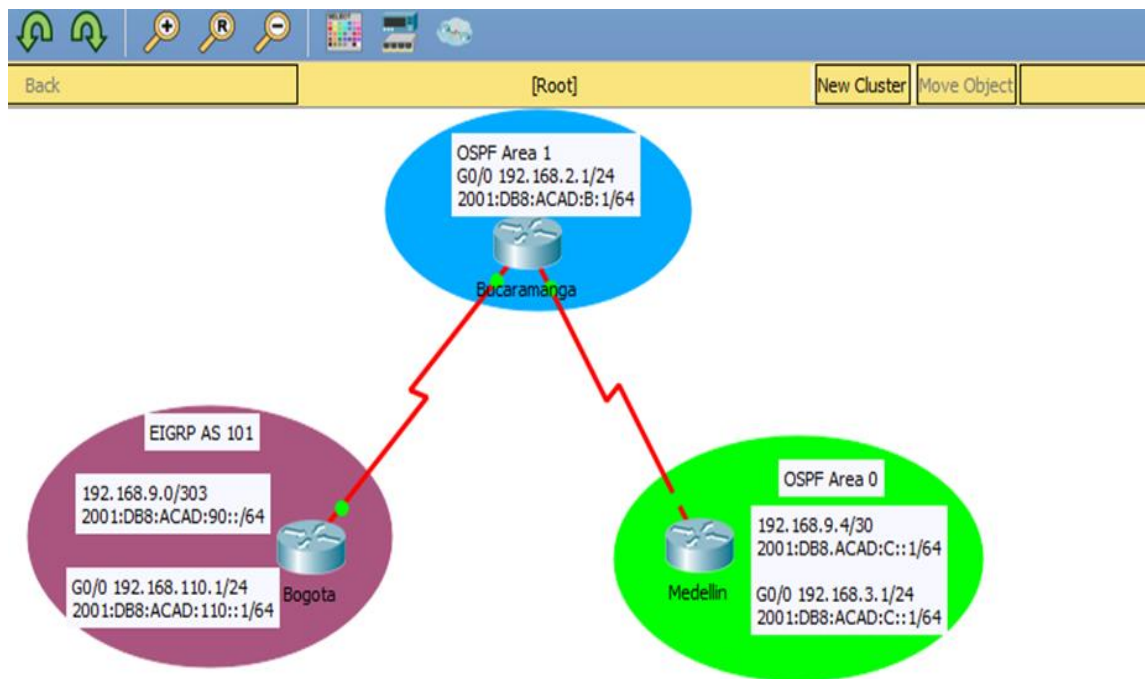 SELECT
R
Back
[Root]
New Cluster
Move Object
OSPF Area 1
G0/0 192.168.2.1/24
2001:DB8:ACAD:B:1/64
Bucaramanga
EIGRP AS 101
192.168.9.0/303
2001:DB8:ACAD:90::/64
G0/0 192.168.110.1/24
2001:DB8:ACAD:110::1/64
Bogota
OSPF Area 0
192.168.9.4/30
2001:DB8.ACAD:C::1/64
G0/0 192.168.3.1/24
2001:DB8:ACAD:C::1/64
Medellin